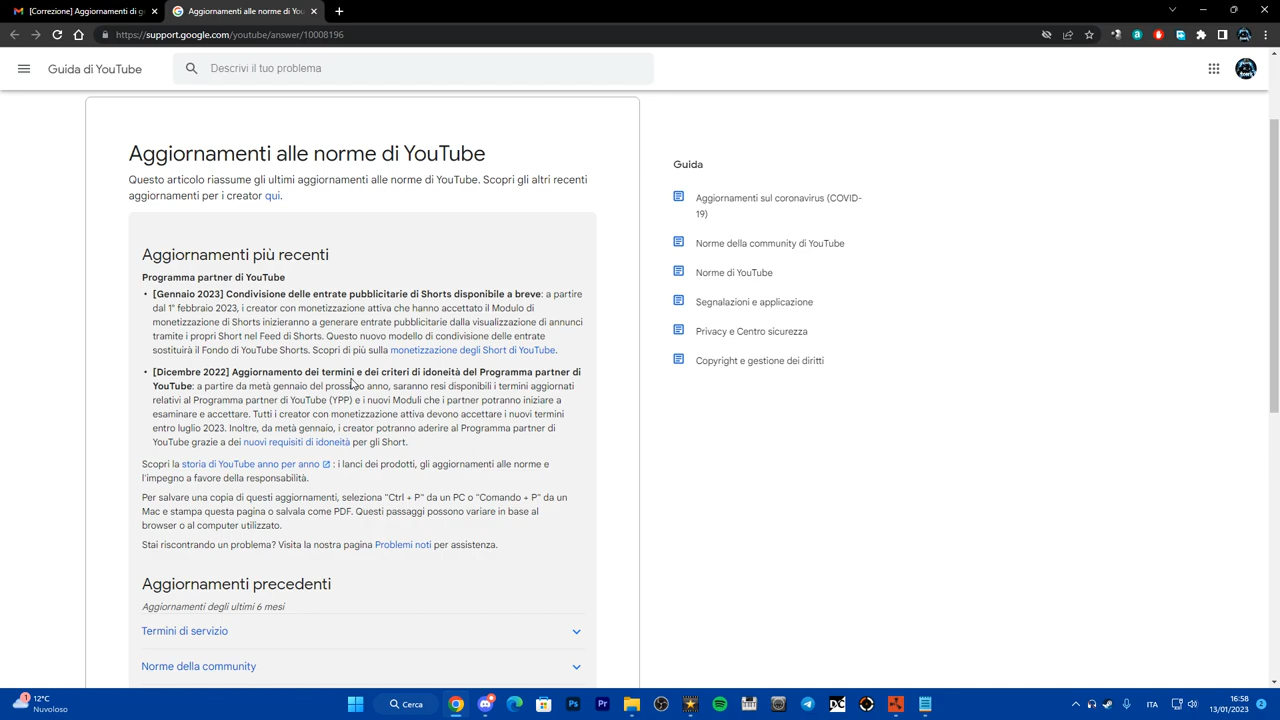 [Correzione] Aggiornamenti di g
Aggiornamenti alle norme di You
https://support.google.com/youtube/answer/10008196
Guida di YouTube
Descrivi il tuo problema
Aggiornamenti alle norme di YouTube
Questo articolo riassume gli ultimi aggiornamenti alle norme di YouTube. Scopri gli altri recenti
aggiornamenti per i creator qui.
Aggiornamenti più recenti
Programma partner di YouTube
• [Gennaio 2023] Condivisione delle entrate pubblicitarie di Shorts disponibile a breve: a partire
dal 1° febbraio 2023, i creator con monetizzazione attiva che hanno accettato il Modulo di
monetizzazione di Shorts inizieranno a generare entrate pubblicitarie dalla visualizzazione di annunci
tramite i propri Short nel Feed di Shorts. Questo nuovo modello di condivisione delle entrate
sostituirà il Fondo di YouTube Shorts. Scopri di più sulla monetizzazione degli Short di YouTube.
• [Dicembre 2022] Aggiornamento dei termini e dei criteri di idoneità del Programma partner di
YouTube: a partire da metà gennaio del prossimo anno, saranno resi disponibili i termini aggiornati
relativi al Programma partner di YouTube (YPP) e i nuovi Moduli che i partner potranno iniziare a
esaminare e accettare. Tutti i creator con monetizzazione attiva devono accettare i nuovi termini
entro luglio 2023. Inoltre, da metà gennaio, i creator potranno aderire al Programma partner di
YouTube grazie a dei nuovi requisiti di idoneità per gli Short.
Scopri la storia di YouTube anno per anno : i lanci dei prodotti, gli aggiornamenti alle norme e
l'impegno a favore della responsabilità.
Per salvare una copia di questi aggiornamenti, seleziona "Ctrl + P" da un PC o "Comando + P" da un
Mac e stampa questa pagina o salvala come PDF. Questi passaggi possono variare in base al
browser o al computer utilizzato.
Stai riscontrando un problema? Visita la nostra pagina Problemi noti per assistenza.
Aggiornamenti precedenti
Aggiornamenti degli ultimi 6 mesi
Termini di servizio
Norme della community
Guida
Aggiornamenti sul coronavirus (COVID-
19)
Norme della community di YouTube
Norme di YouTube
Segnalazioni e applicazione
Privacy e Centro sicurezza
Copyright e gestione dei diritti
1
12°C
Nuvoloso
Cerca
Ps
Pr
DC
ITA
16:58
13/01/2023
2